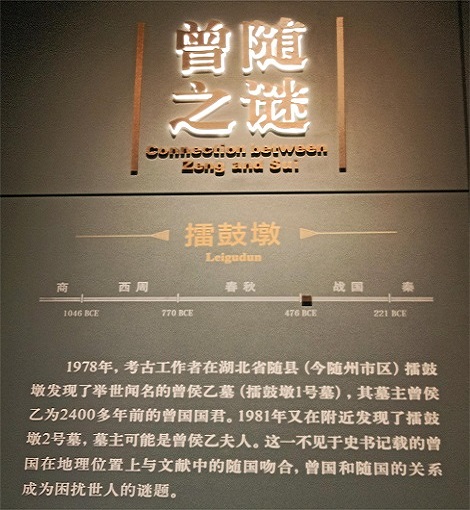 曾随
之谜
Connection between
Zeng and Sui
擂鼓墩
Leigudun
商 西周 春秋 战国 秦
1046 BCE 770 BCE 476 BCE 221 BCE
1978年，考古工作者在湖北省随县（今随州市区）擂鼓
墩发现了举世闻名的曾侯乙墓（擂鼓墩1号墓），其墓主曾侯
乙为2400多年前的曾国国君。1981年又在附近发现了擂鼓
墩2号墓，墓主可能是曾侯乙夫人。这一不见于史书记载的曾
国在地理位置上与文献中的随国吻合，曾国和随国的关系
成为困扰世人的谜题。